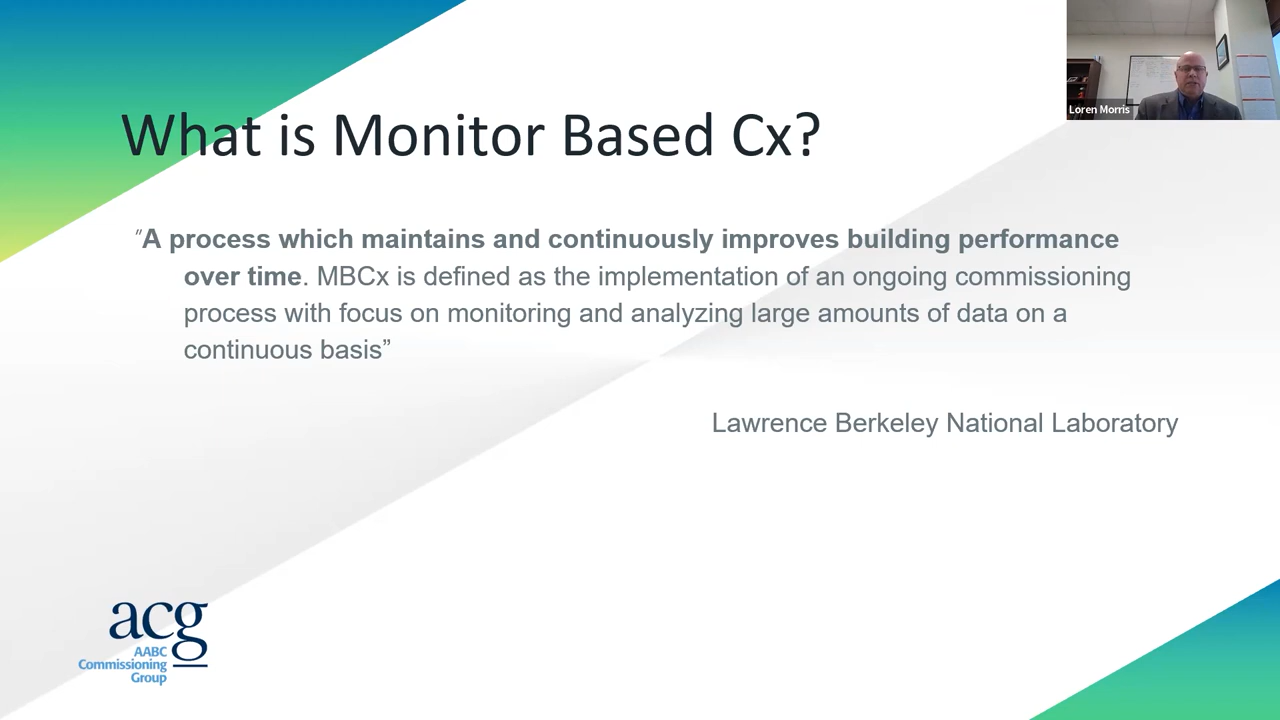 Loren Morris
What is Monitor Based Cx?
"A process which maintains and continuously improves building performance
over time. MBCx is defined as the implementation of an ongoing commissioning
process with focus on monitoring and analyzing large amounts of data on a
continuous basis”
Lawrence Berkeley National Laboratory
acg
AABC
Commissioning
Group